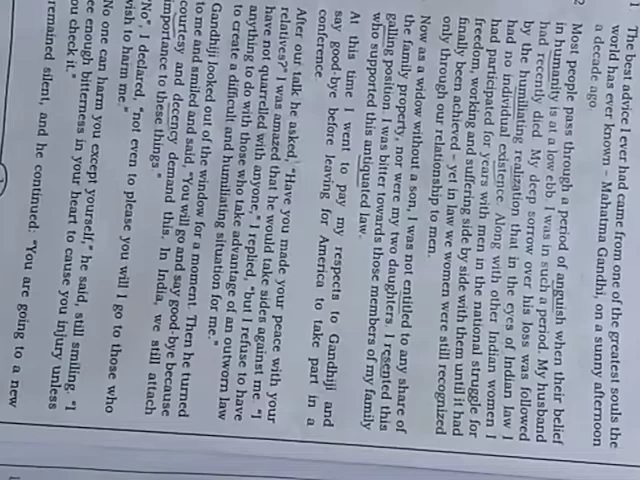 1 The best advice I ever had came from one of the greatest souls the
world has ever known – Mahatma Gandhi, on a sunny afternoon
a decade ago.
2 Most people pass through a period of anguish when their belief
in humanity is at a low ebb. I was in such a period. My husband
had recently died. My deep sorrow over his loss was followed
by the humiliating realization that in the eyes of Indian law I
had no individual existence. Along with other Indian women I
had participated for years with men in the national struggle for
freedom, working and suffering side by side with them until it had
finally been achieved – yet in law we women were still recognized
only through our relationship to men.
Now as a widow without a son, I was not entitled to any share of
the family property, nor were my two daughters. I resented this
galling position. I was bitter towards those members of my family
who supported this antiquated law.
At this time I went to pay my respects to Gandhiji and
say good-bye before leaving for America to take part in a
conference.
After our talk he asked, "Have you made your peace with your
relatives?" I was amazed that he would take sides against me. "I
have not quarrelled with anyone," I replied, "but I refuse to have
anything to do with those who take advantage of an outworn law
to create a difficult and humiliating situation for me."
Gandhiji looked out of the window for a moment. Then he turned
to me and smiled and said, "You will go and say good-bye because
courtesy and decency demand this. In India, we still attach
importance to these things."
"No", I declared, "not even to please you will I go to those who
wish to harm me."
No one can harm you except yourself," he said, still smiling. "I
ee enough bitterness in your heart to cause you injury unless
ou check it."
remained silent, and he continued: "You are going to a new